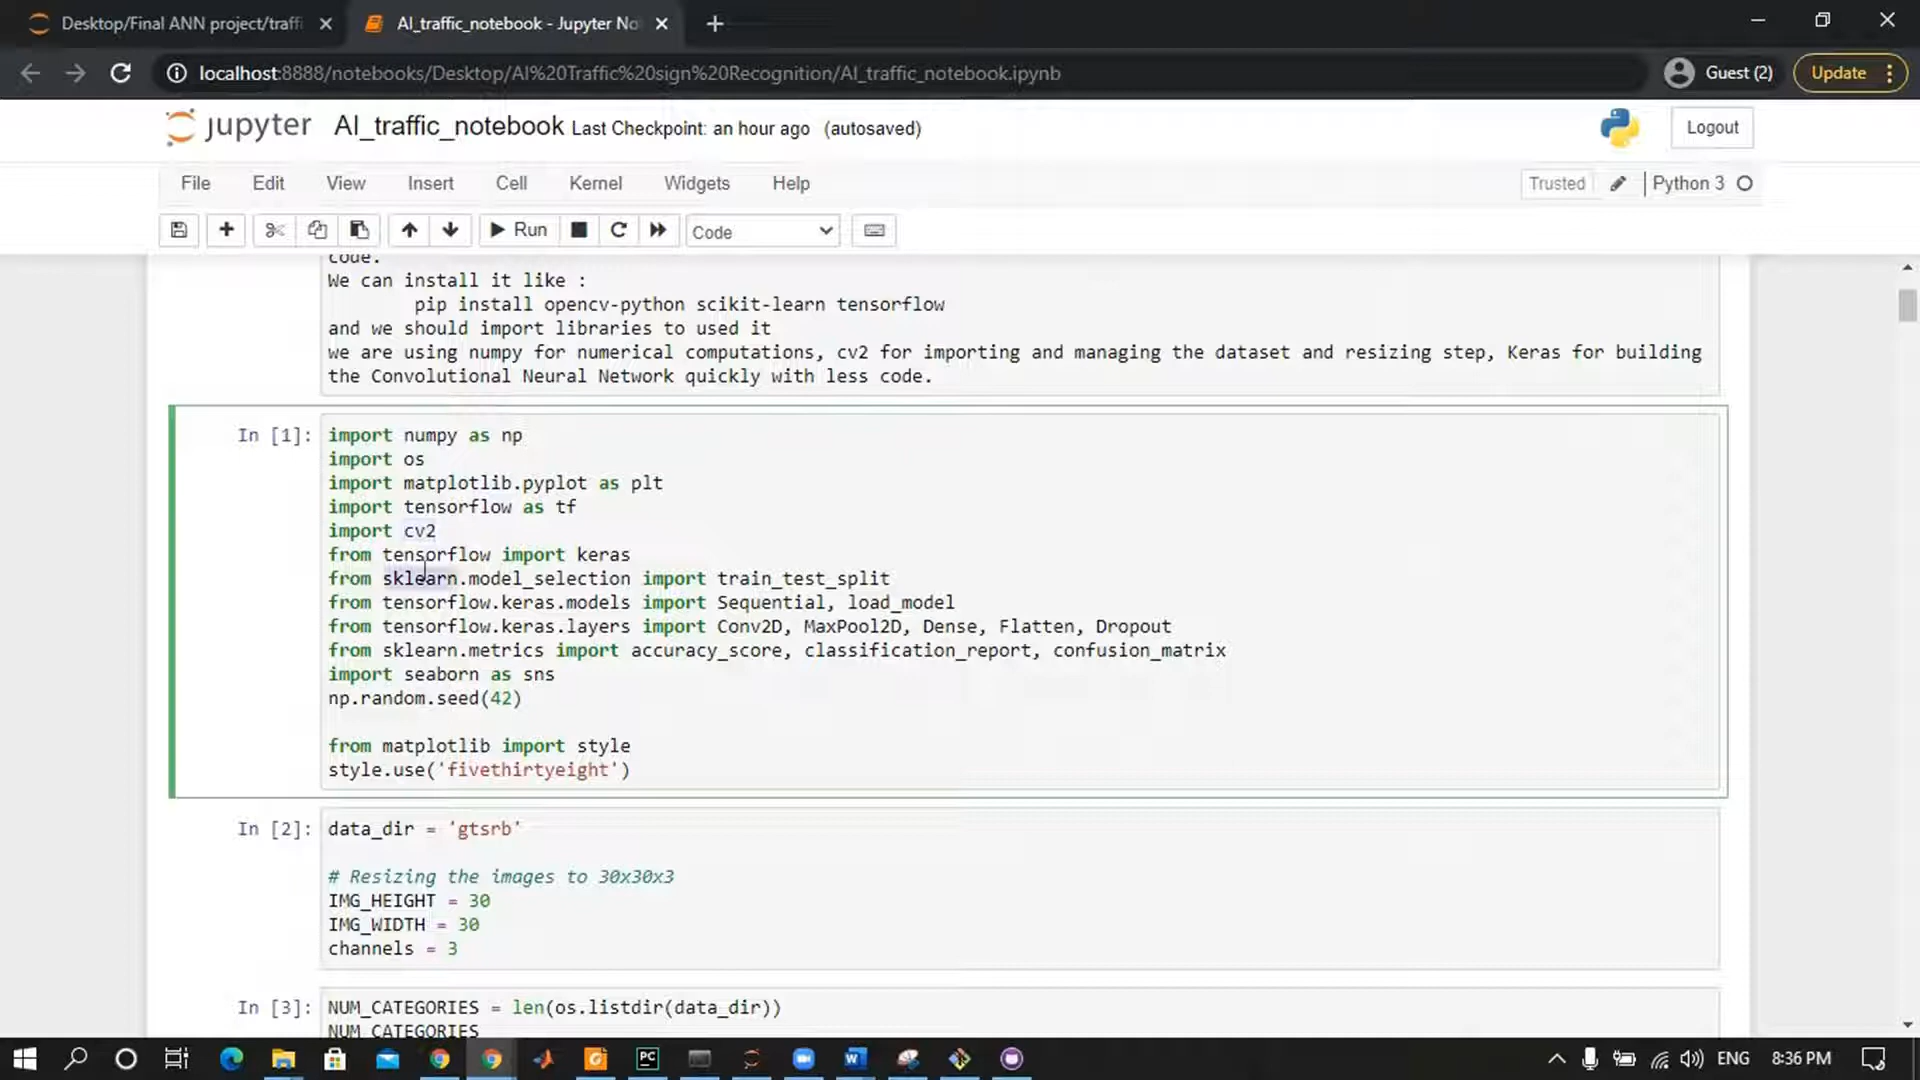 Desktop/Final ANN project/traffi
AI_traffic_notebook - Jupyter No
localhost:8888/notebooks/Desktop/AI%20Traffic%20sign%20Recognition/AI_traffic_notebook.ipynb
Guest (2)
Update
jupyter AI_traffic_notebook Last Checkpoint: an hour ago (autosaved)
Logout
File Edit View Insert Cell Kernel Widgets Help
Trusted
Python 3
Run
Code
code.
We can install it like :
pip install opencv-python scikit-learn tensorflow
and we should import libraries to used it
we are using numpy for numerical computations, cv2 for importing and managing the dataset and resizing step, Keras for building
the Convolutional Neural Network quickly with less code.
In [1]: import numpy as np
import os
import matplotlib.pyplot as plt
import tensorflow as tf
import cv2
from tensorflow import keras
from sklearn.model_selection import train_test_split
from tensorflow.keras.models import Sequential, load_model
from tensorflow.keras.layers import Conv2D, MaxPool2D, Dense, Flatten, Dropout
from sklearn.metrics import accuracy_score, classification_report, confusion_matrix
import seaborn as sns
np.random.seed(42)
from matplotlib import style
style.use('fivethirtyeight')
In [2]: data_dir = 'gtsrb'
# Resizing the images to 30x30x3
IMG_HEIGHT = 30
IMG_WIDTH = 30
channels = 3
In [3]: NUM_CATEGORIES = len(os.listdir(data_dir))
NUM_CATEGORIES
PC
W
ENG
8:36 PM